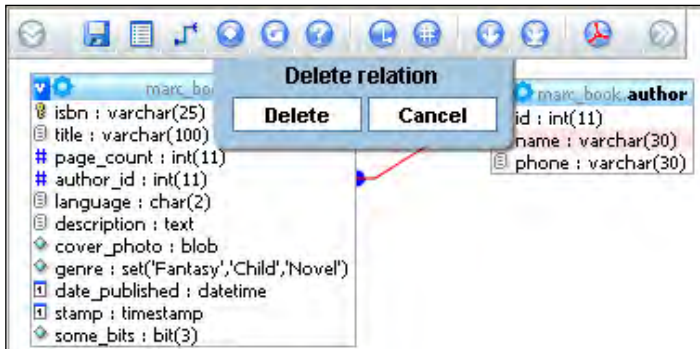 Delete relation
Delete Cancel
marc_bo
isbn : varchar(25)
title : varchar(100)
page_count : int(11)
author_id : int(11)
language : char(2)
description : text
cover_photo : blob
genre : set('Fantasy','Child','Novel')
date_published : datetime
stamp : timestamp
some_bits : bit(3)
marc_book.author
id : int(11)
name : varchar(30)
phone : varchar(30)